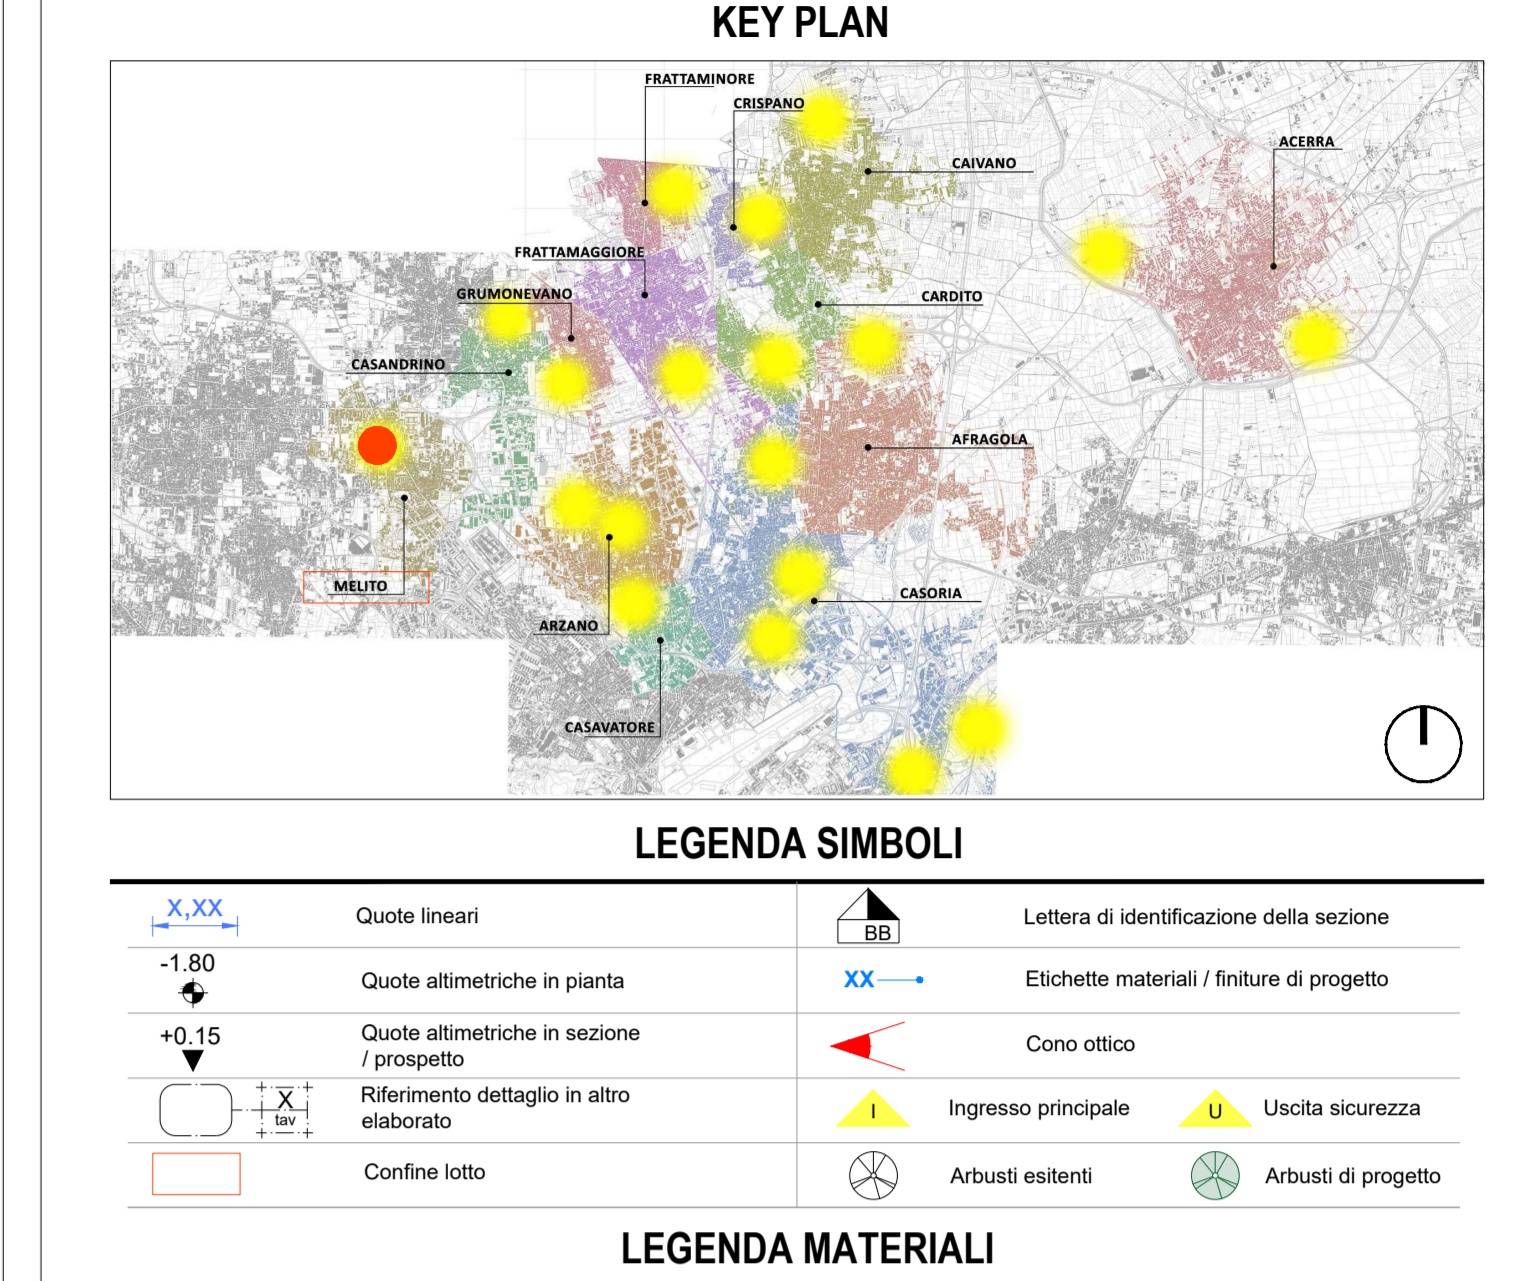 KEY PLAN
FRATTAMINORE
CRISPANO
CAIVANO
ACERRA
FRATTAMAGGIORE
GRUMONEVANO
CARDITO
CASANDRINO
AFRAGOLA
MELITO
CASORIA
ARZANO
CASAVATORE
LEGENDA SIMBOLI
X,XX
Quote lineari
BB
Lettera di identificazione della sezione
-1.80
Quote altimetriche in pianta
XX
Etichette materiali / finiture di progetto
+0.15
Quote altimetriche in sezione
/ prospetto
Cono ottico
X
tav
Riferimento dettaglio in altro
elaborato
I
Ingresso principale
U
Uscita sicurezza
Confine lotto
Arbusti esitenti
Arbusti di progetto
LEGENDA MATERIALI